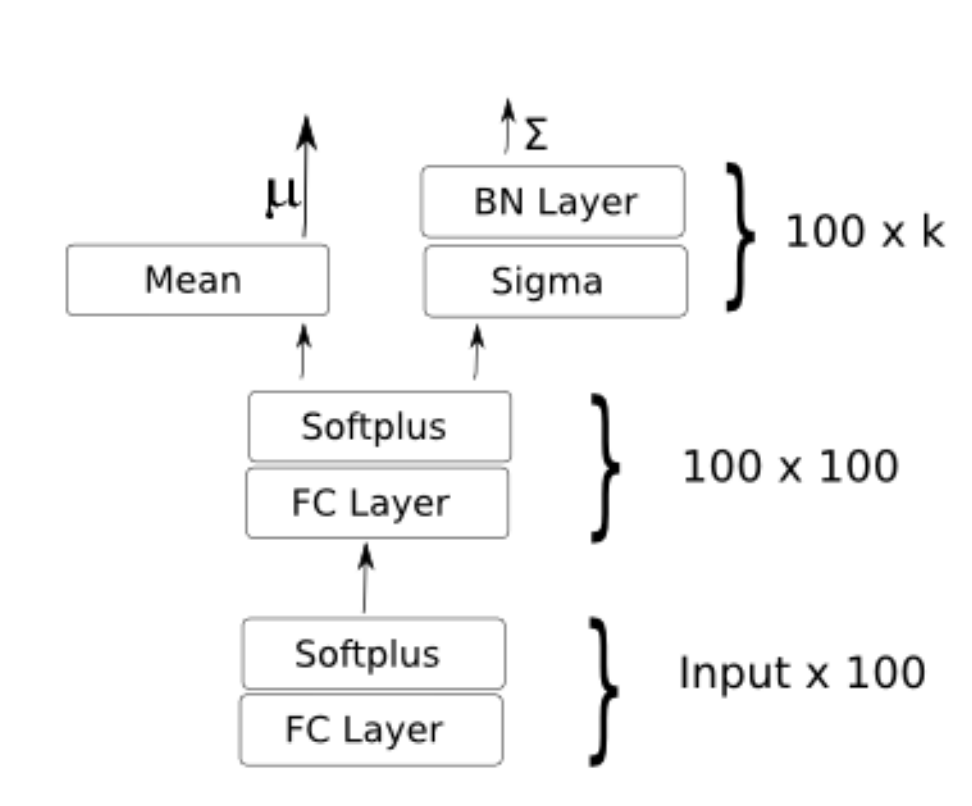 Σ
μ
BN Layer
100 x k
Mean
Sigma
Softplus
FC Layer
100 x 100
Softplus
FC Layer
Input x 100